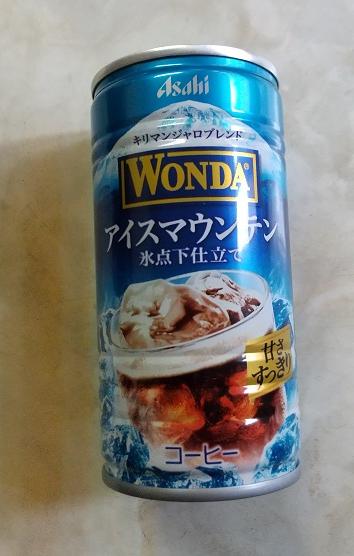 Asahi
キリマンジャロブレンド
WONDA®
アイスマウンテン
氷点下仕立て
甘さ
すっきり
コーヒー